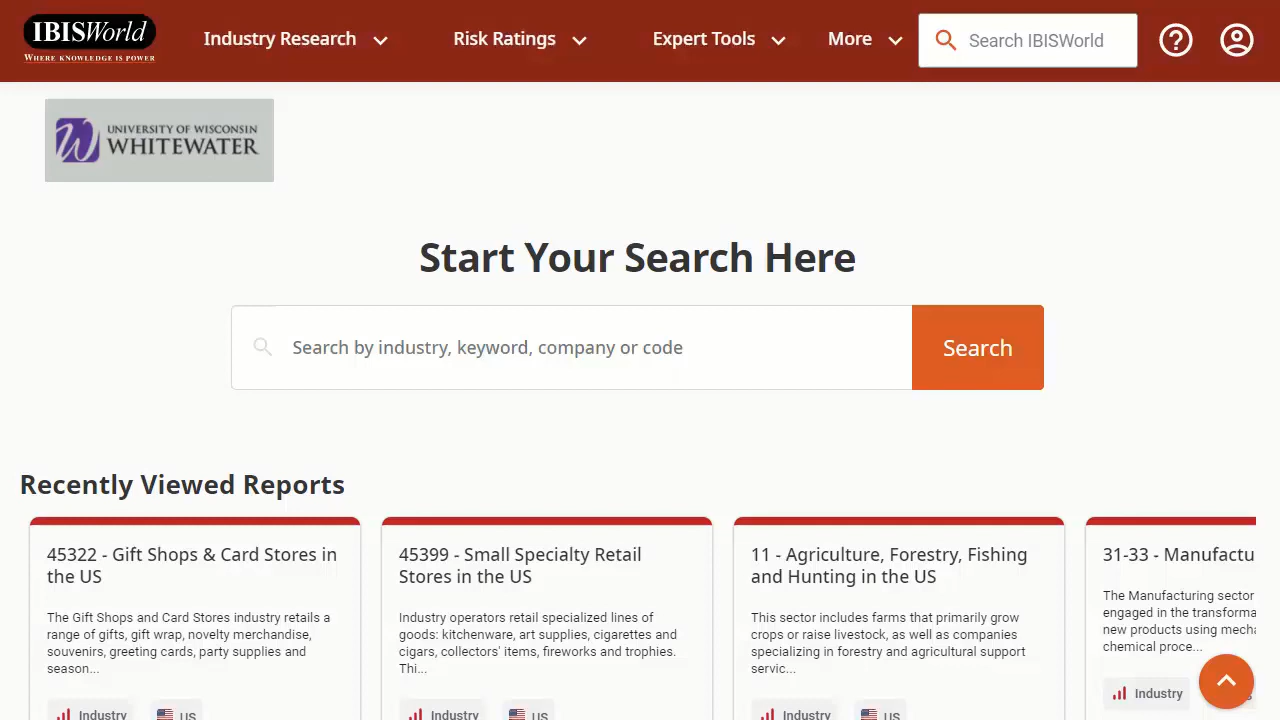 IBISWorld
WHERE KNOWLEDGE IS POWER
Industry Research
Risk Ratings
Expert Tools
More
Search IBISWorld
UNIVERSITY OF WISCONSIN
WHITEWATER
Start Your Search Here
Search by industry, keyword, company or code
Search
Recently Viewed Reports
45322 - Gift Shops & Card Stores in
the US
The Gift Shops and Card Stores industry retails a
range of gifts, gift wrap, novelty merchandise,
souvenirs, greeting cards, party supplies and
season...
Industry
US
45399 - Small Specialty Retail
Stores in the US
Industry operators retail specialized lines of
goods: kitchenware, art supplies, cigarettes and
cigars, collectors' items, fireworks and trophies.
Thi...
Industry
US
11 - Agriculture, Forestry, Fishing
and Hunting in the US
This sector includes farms that primarily grow
crops or raise livestock, as well as companies
specializing in forestry and agricultural support
servic...
Industry
US
31-33 - Manufactu
The Manufacturing sector
engaged in the transforma
new products using mecha
chemical proce...
Industry